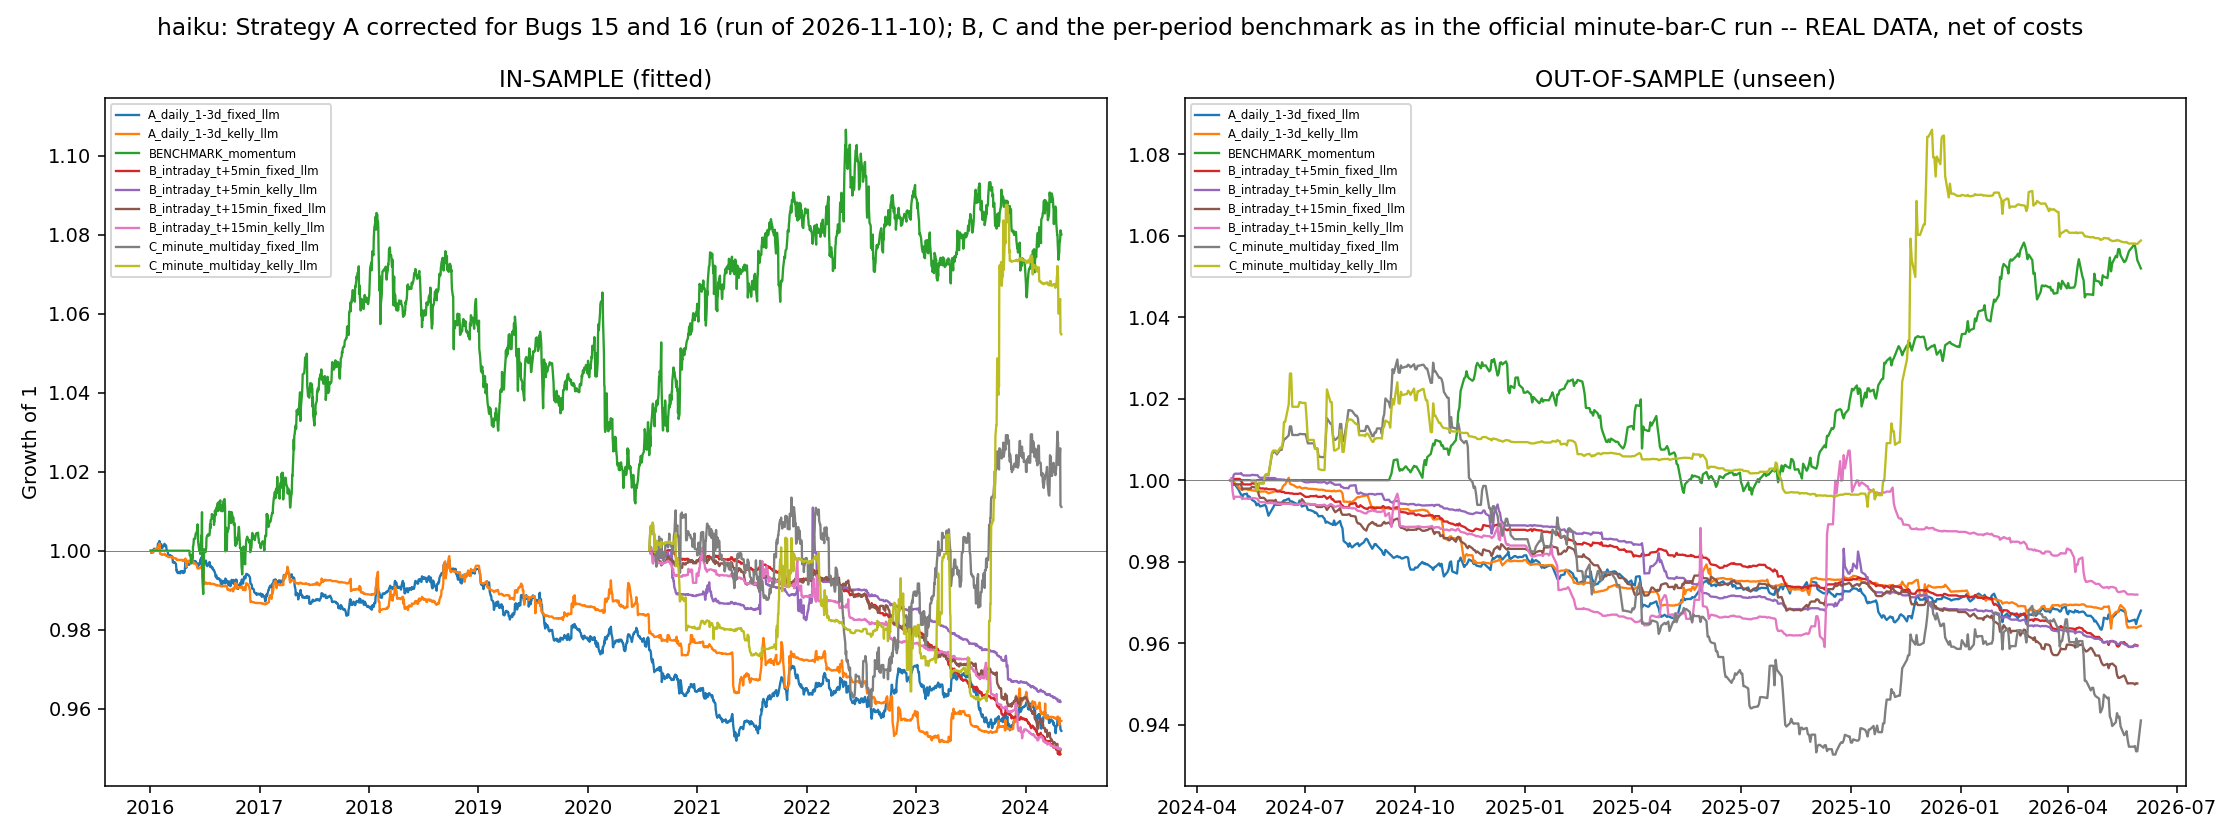 haiku: Strategy A corrected for Bugs 15 and 16 (run of 2026-11-10); B, C and the per-period benchmark as in the official minute-bar-C run -- REAL DATA, net of costs
IN-SAMPLE (fitted)
A_daily_1-3d_fixed_llm
A_daily_1-3d_kelly_llm
BENCHMARK_momentum
B_intraday_t+5min_fixed_llm
B_intraday_t+5min_kelly_llm
B_intraday_t+15min_fixed_llm
B_intraday_t+15min_kelly_llm
C_minute_multiday_fixed_llm
C_minute_multiday_kelly_llm
Growth of 1
1.10
1.08
1.06
1.04
1.02
1.00
0.98
0.96
2016 2017 2018 2019 2020 2021 2022 2023 2024
OUT-OF-SAMPLE (unseen)
A_daily_1-3d_fixed_llm
A_daily_1-3d_kelly_llm
BENCHMARK_momentum
B_intraday_t+5min_fixed_llm
B_intraday_t+5min_kelly_llm
B_intraday_t+15min_fixed_llm
B_intraday_t+15min_kelly_llm
C_minute_multiday_fixed_llm
C_minute_multiday_kelly_llm
1.08
1.06
1.04
1.02
1.00
0.98
0.96
0.94
2024-04 2024-07 2024-10 2025-01 2025-04 2025-07 2025-10 2026-01 2026-04 2026-07